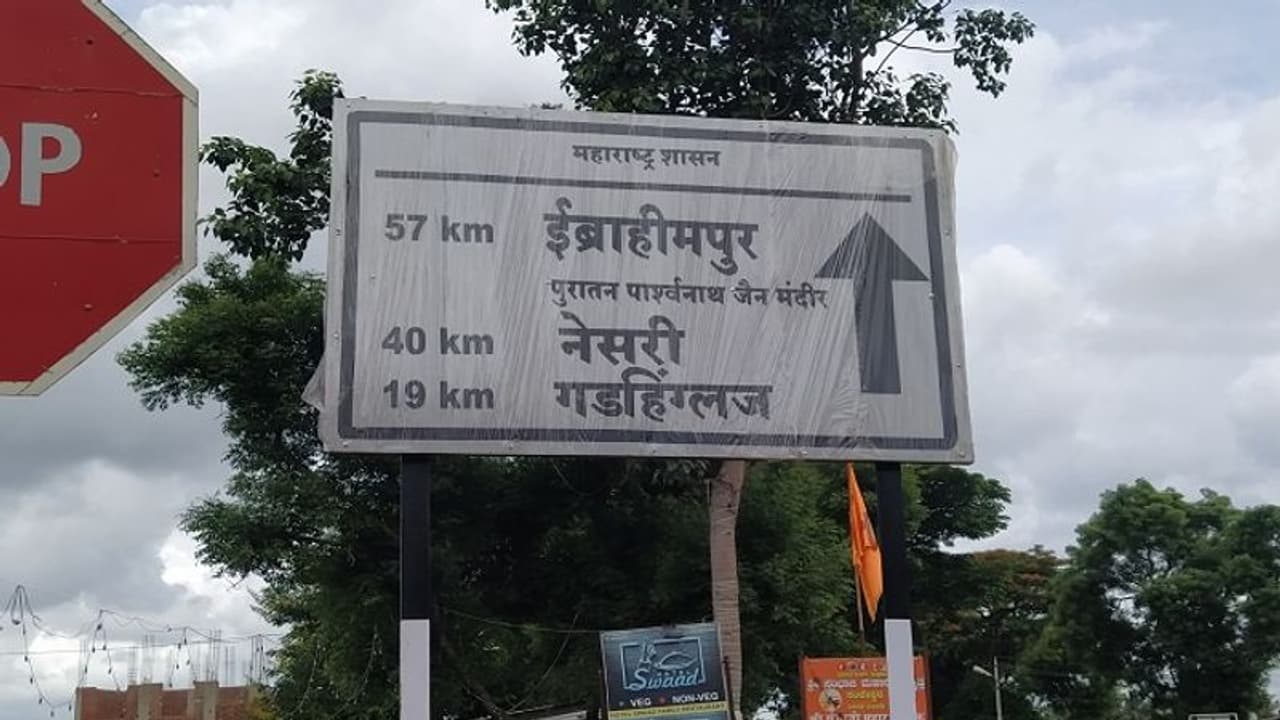 OP
महाराष्ट्र शासन
57 km ईब्राहीमपुर
पुरातन पार्श्वनाथ जैन मंदीर
40 km नेसरी
19 km गडहिंग्लज
Swaad
• VEG • NON-VEG